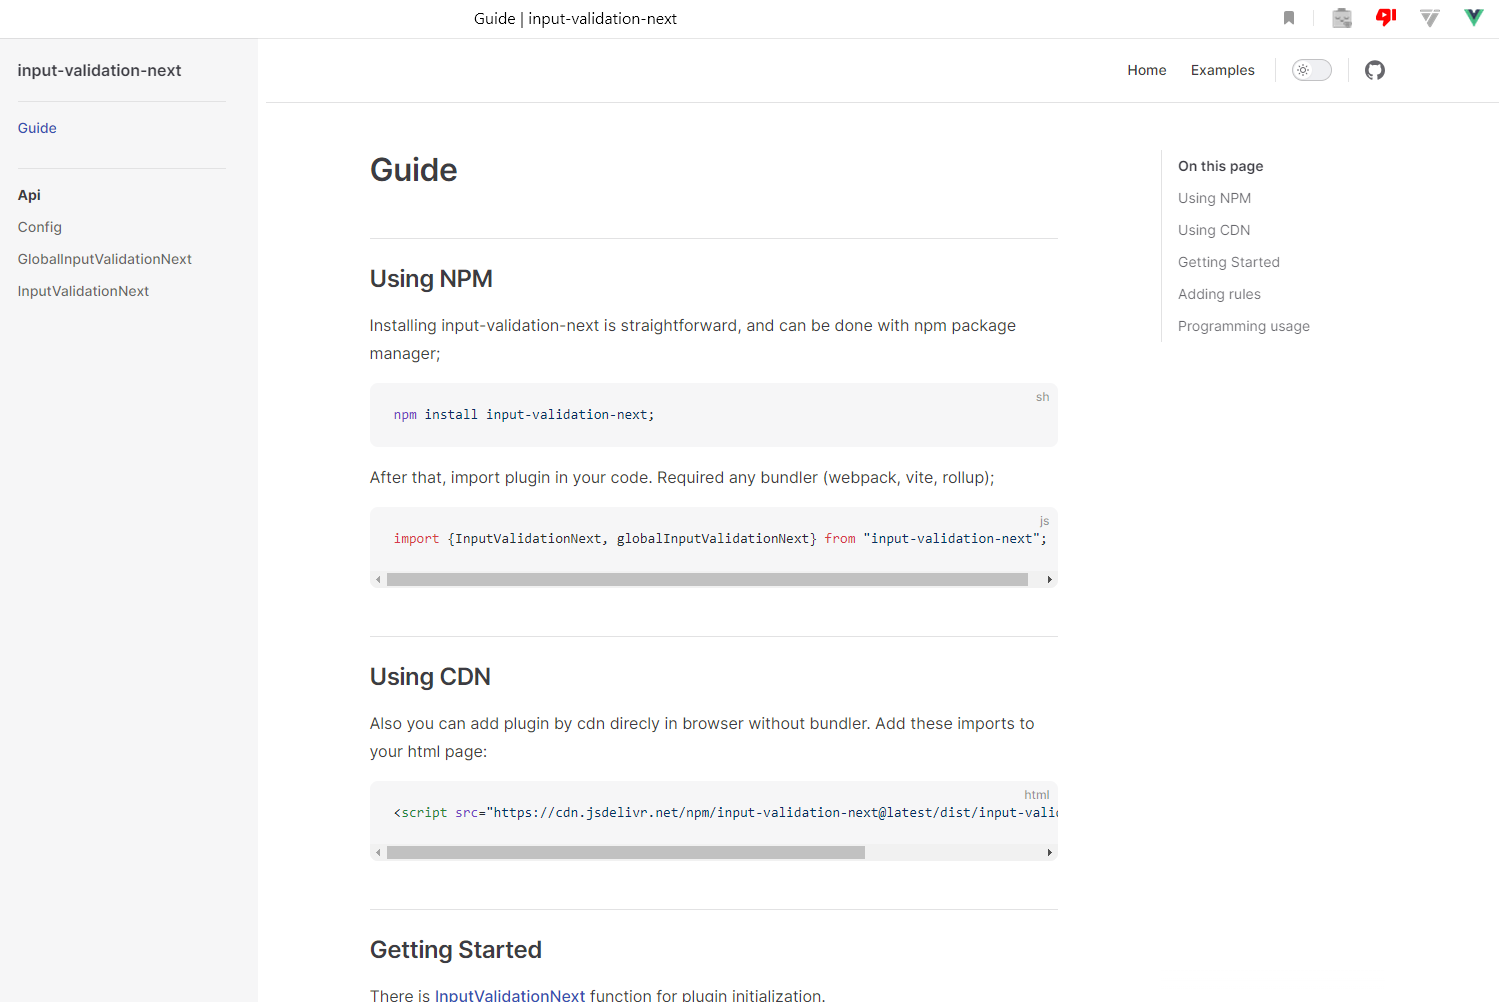 Guide | input-validation-next
input-validation-next
Home
Examples
Guide
Api
Config
GlobalInputValidationNext
InputValidationNext
Guide
Using NPM
Installing input-validation-next is straightforward, and can be done with npm package
manager;
sh
npm install input-validation-next;
After that, import plugin in your code. Required any bundler (webpack, vite, rollup);
js
import {InputValidationNext, globalInputValidationNext} from "input-validation-next";
Using CDN
Also you can add plugin by cdn direcly in browser without bundler. Add these imports to
your html page:
html
<script src="https://cdn.jsdelivr.net/npm/input-validation-next@latest/dist/input-valid
Getting Started
There is InputValidationNext function for plugin initialization.
On this page
Using NPM
Using CDN
Getting Started
Adding rules
Programming usage